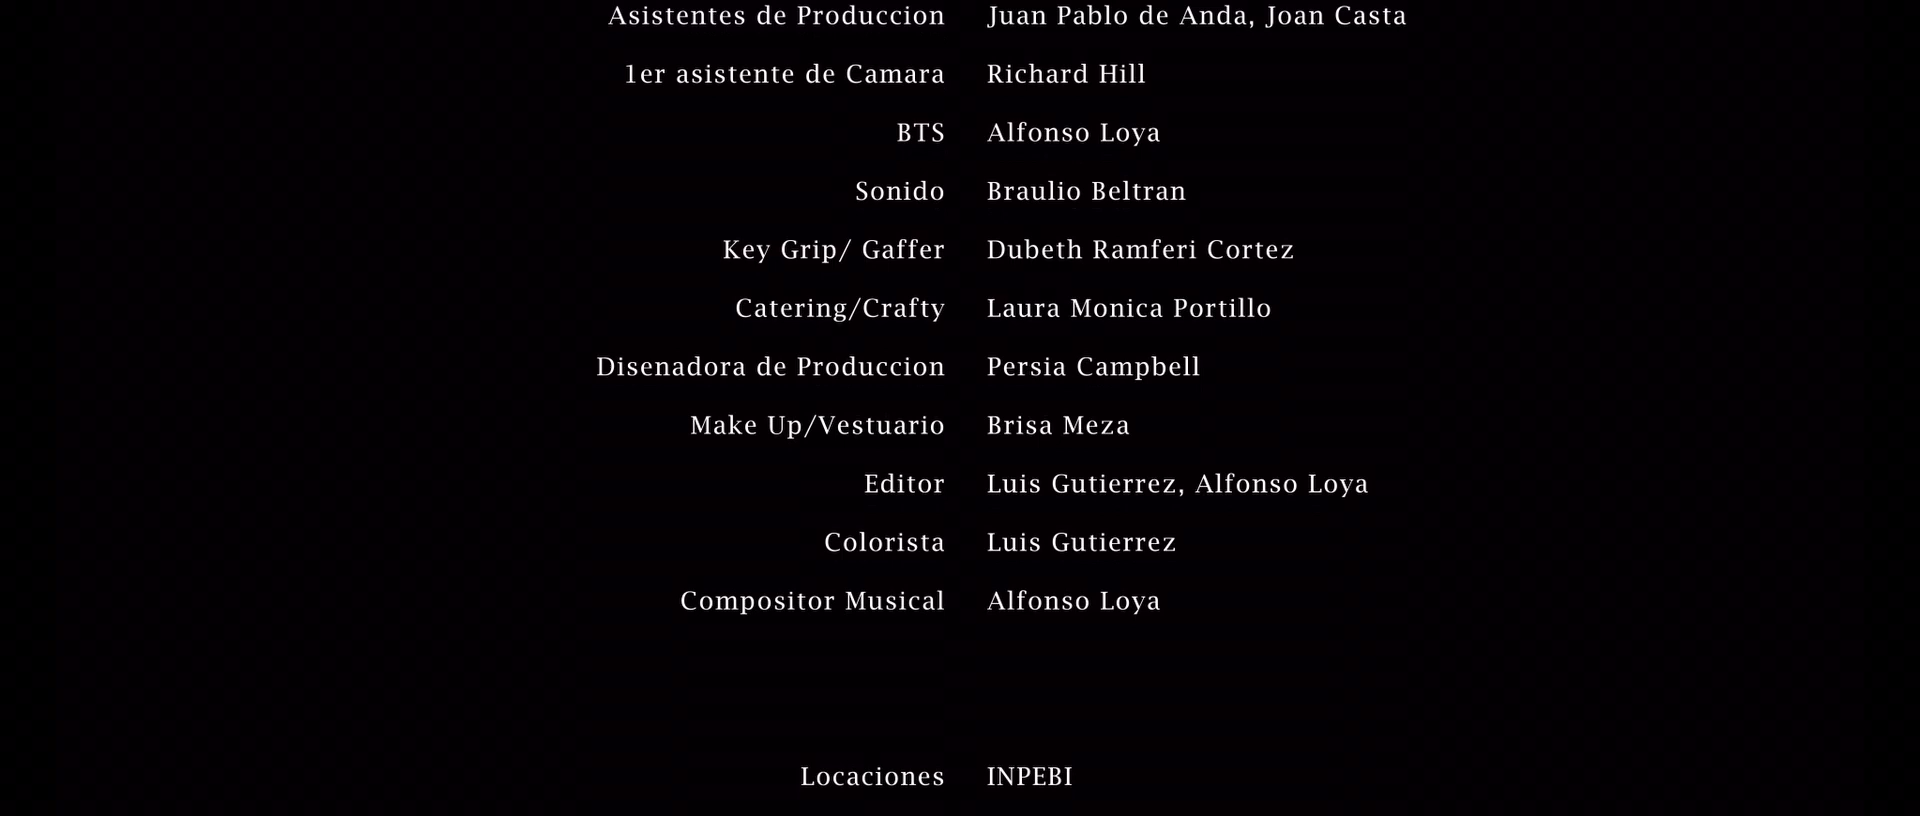 Asistentes de Produccion Juan Pablo de Anda, Joan Casta
1er asistente de Camara Richard Hill
BTS Alfonso Loya
Sonido Braulio Beltran
Key Grip/ Gaffer Dubeth Ramferi Cortez
Catering/Crafty Laura Monica Portillo
Disenadora de Produccion Persia Campbell
Make Up/Vestuario Brisa Meza
Editor Luis Gutierrez, Alfonso Loya
Colorista Luis Gutierrez
Compositor Musical Alfonso Loya
Locaciones INPEBI